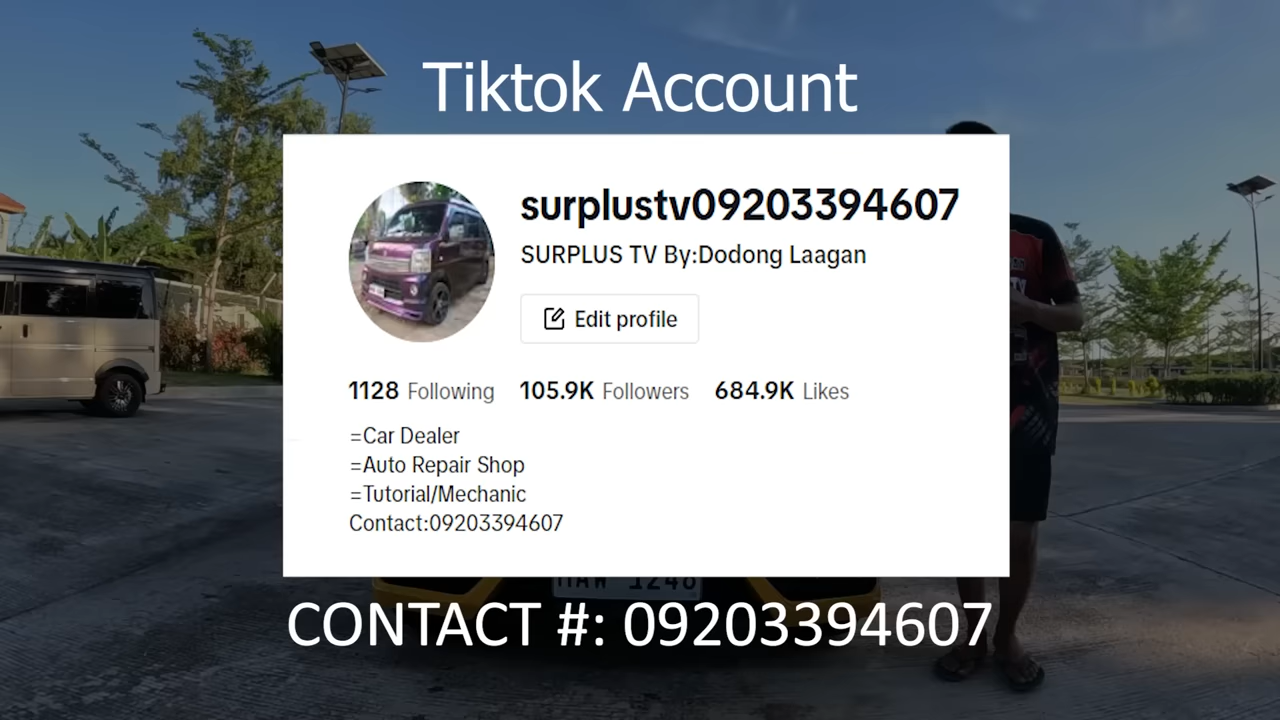 Tiktok Account
surplustv09203394607
SURPLUS TV By:Dodong Laagan
Edit profile
1128 Following 105.9K Followers 684.9K Likes
=Car Dealer
=Auto Repair Shop
=Tutorial/Mechanic
Contact:09203394607
CONTACT #: 09203394607